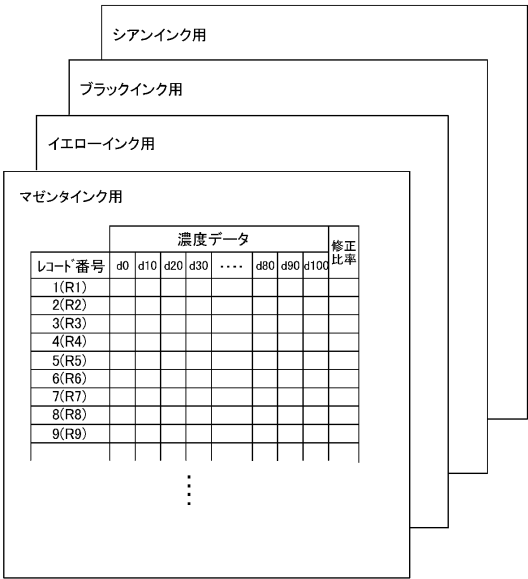 シアンインク用
ブラックインク用
イエローインク用
マゼンタインク用
濃度データ 修正比率
レコード番号 d0 d10 d20 d30 ‥‥ d80 d90 d100
1(R1)
2(R2)
3(R3)
4(R4)
5(R5)
6(R6)
7(R7)
8(R8)
9(R9)